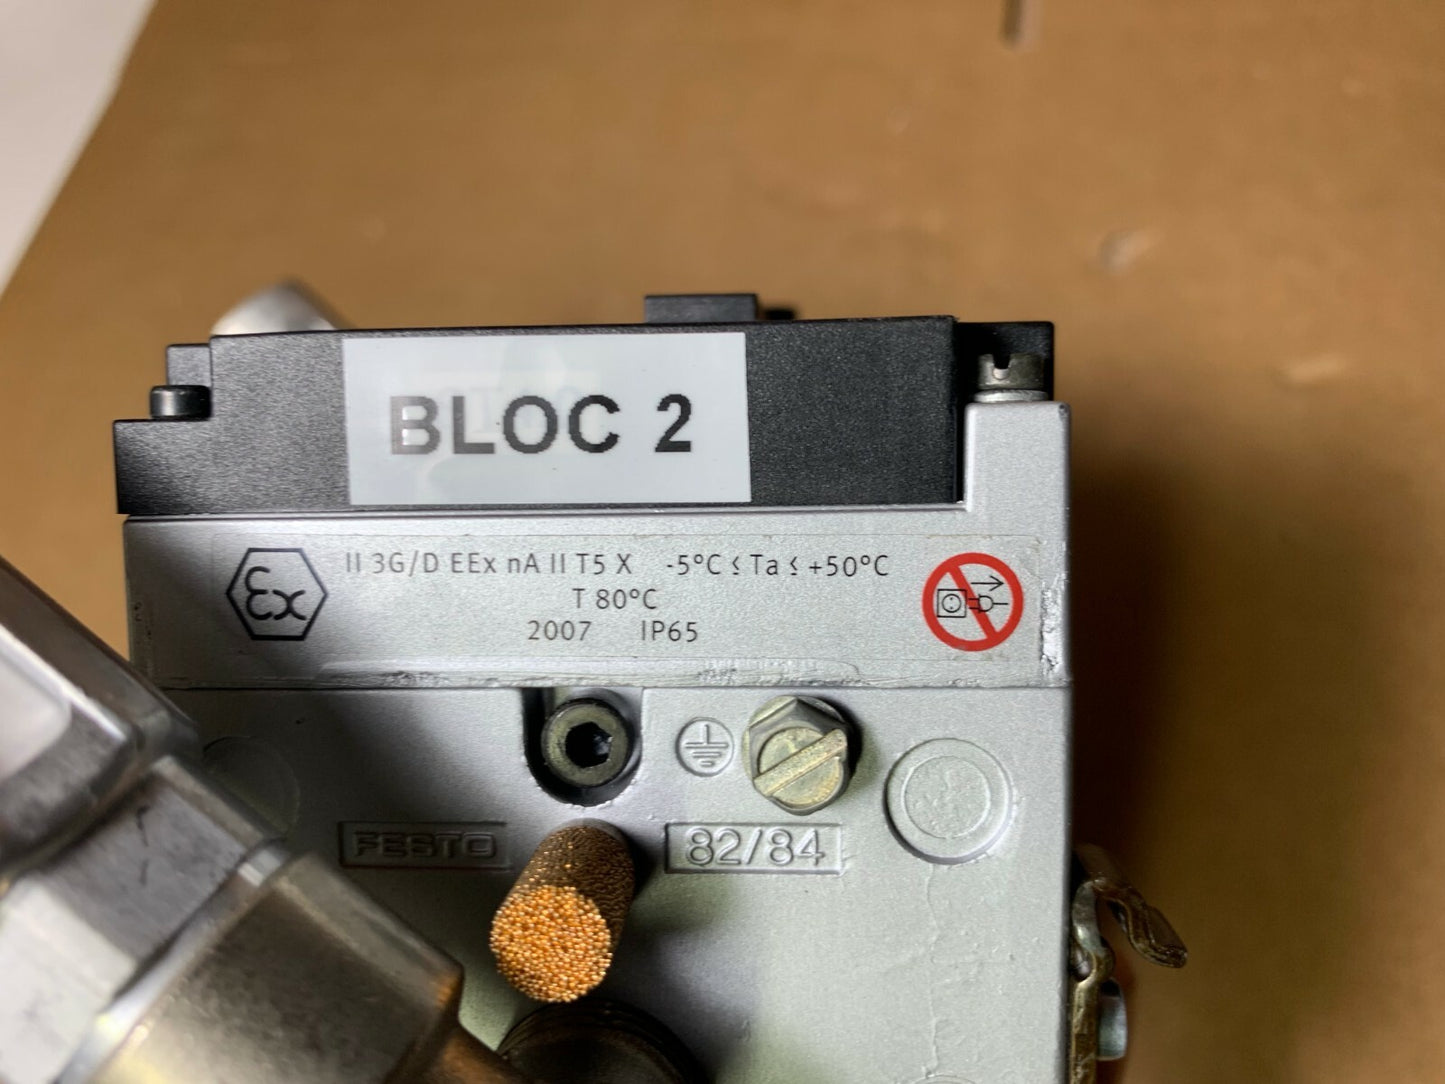 BLOC 2
II 3G/D EEx nA II T5 X -5°C ≤ Ta ≤ +50°C
T 80°C
2007 IP65
FESTO
82/84